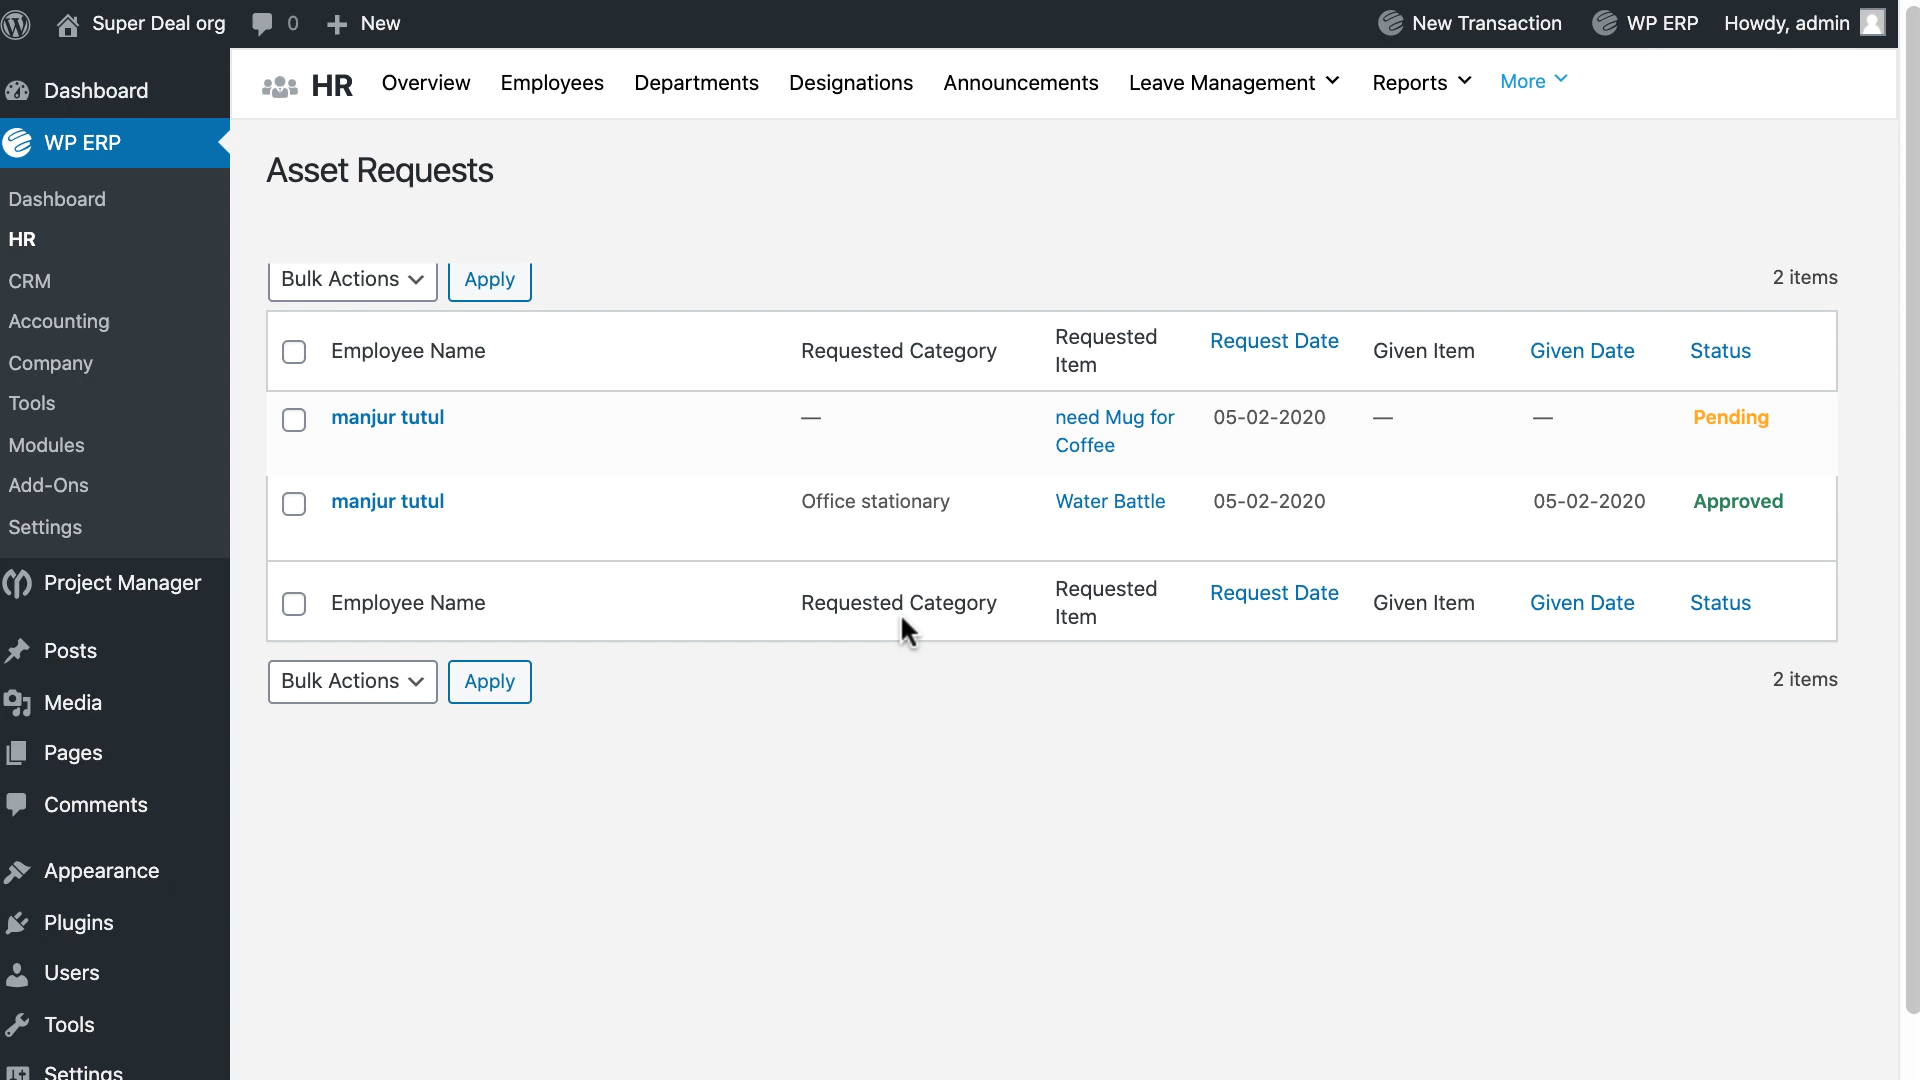 Super Deal org 0 New New Transaction WP ERP Howdy, admin
HR Overview Employees Departments Designations Announcements Leave Management Reports More
Dashboard
WP ERP
Dashboard
HR
CRM
Accounting
Company
Tools
Modules
Add-Ons
Settings
Project Manager
Posts
Media
Pages
Comments
Appearance
Plugins
Users
Tools
Settings
Asset Requests
Bulk Actions Apply 2 items
Employee Name Requested Category Requested Item Request Date Given Item Given Date Status
manjur tutul — need Mug for Coffee 05-02-2020 — — Pending
manjur tutul Office stationary Water Battle 05-02-2020 05-02-2020 Approved
Employee Name Requested Category Requested Item Request Date Given Item Given Date Status
Bulk Actions Apply 2 items